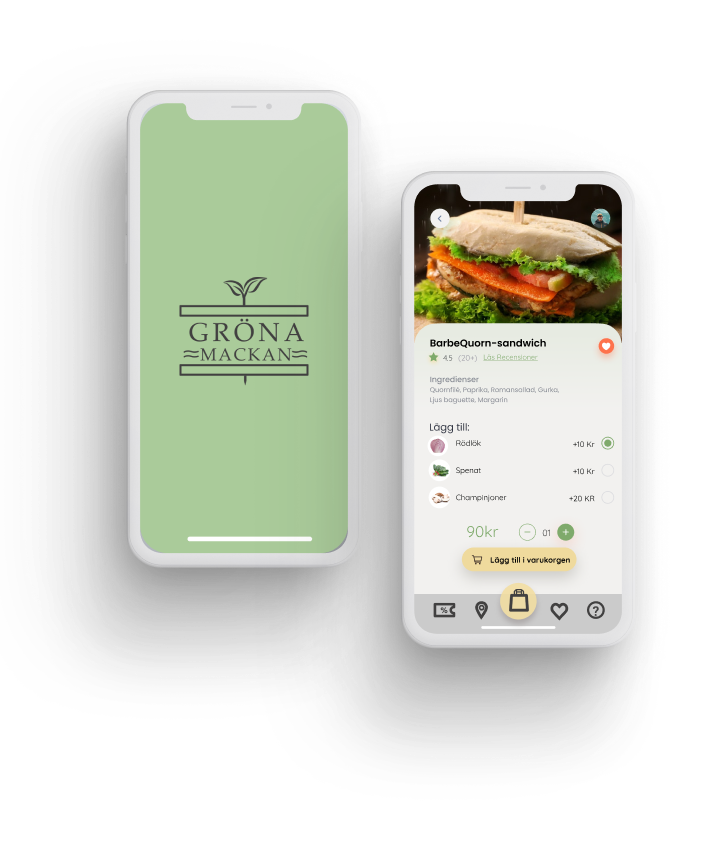 GRÖNA
MACKAN
BarbeQuorn-sandwich
4.5 (20+) Läs Recensioner
Ingredienser
Quornfilé, Paprika, Romansallad, Gurka,
Ljus baguette, Margarin
Lägg till:
Rödlök +10 Kr
Spenat +10 Kr
Champinjoner +20 KR
90kr 01
Lägg till i varukorgen
%
?